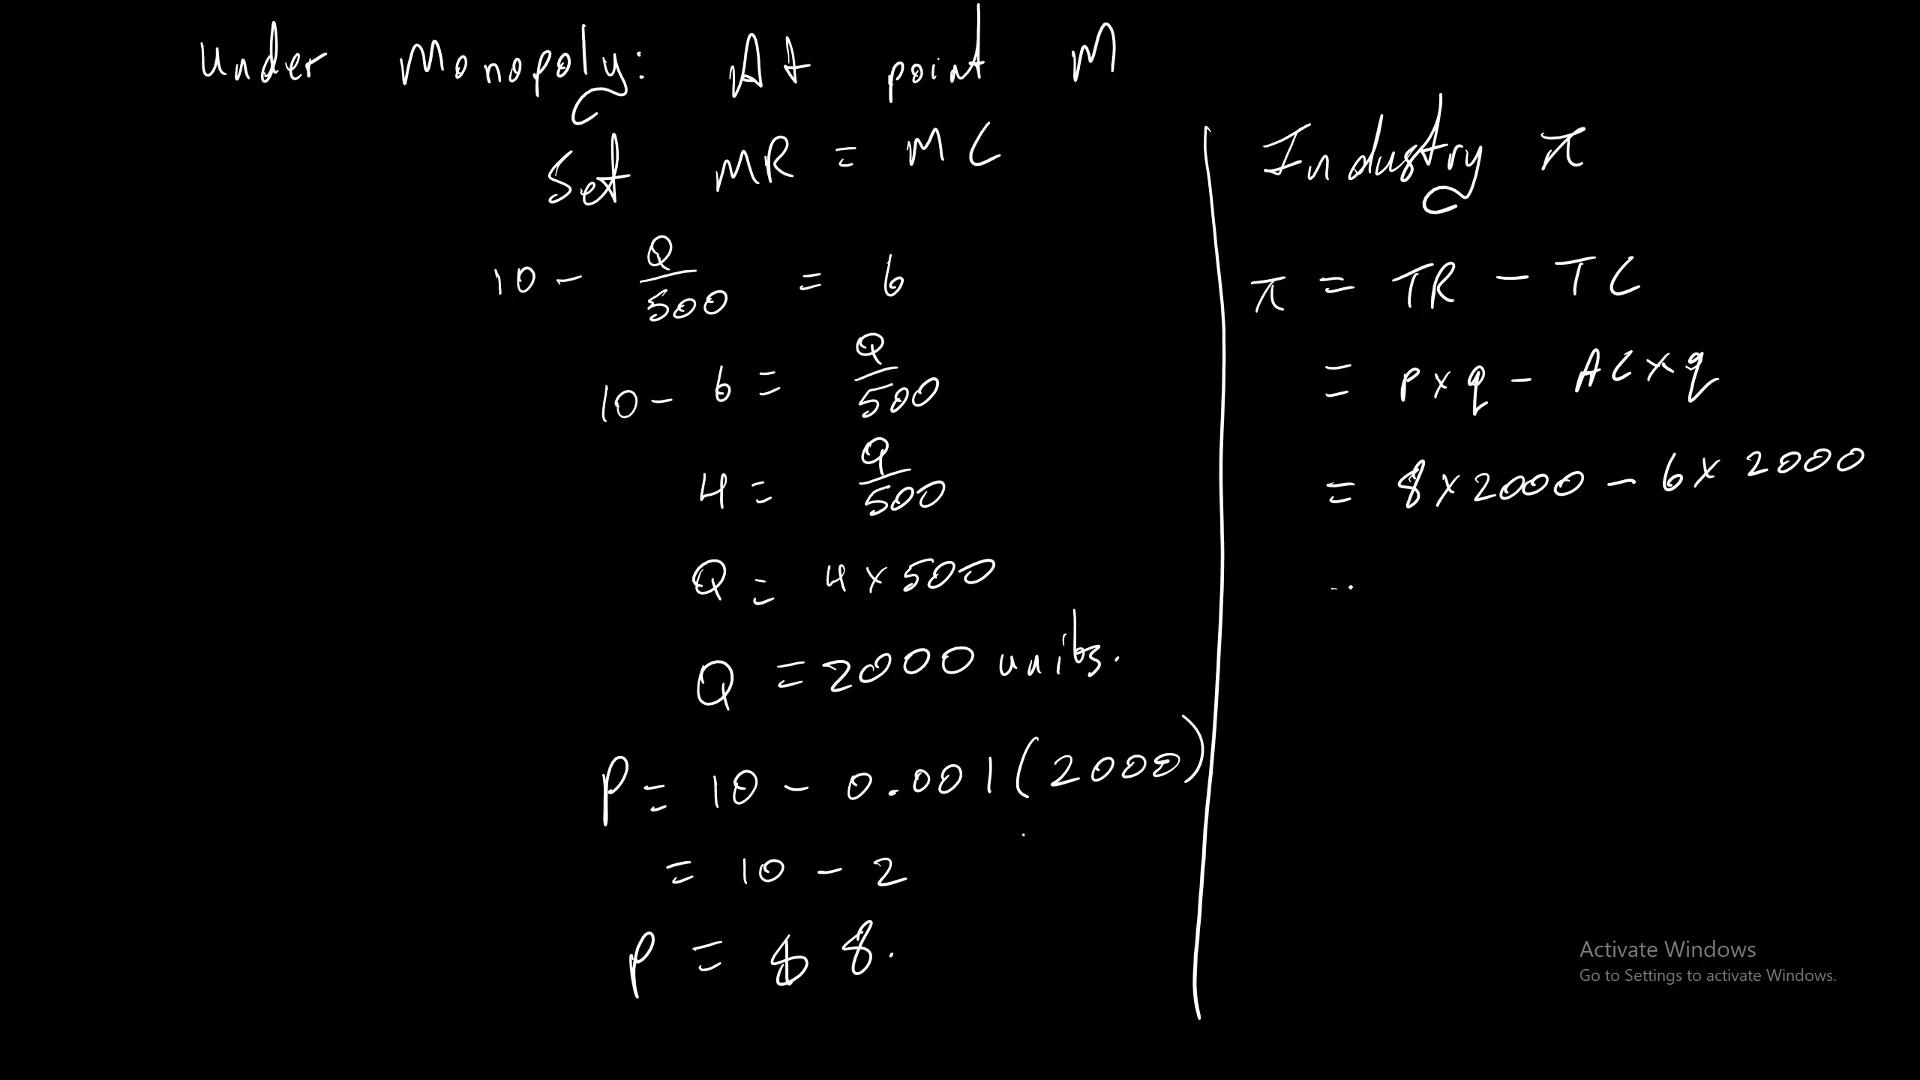 Under Monopoly: At point M
Set MR = MC
10 - Q/500 = 6
10 - 6 = Q/500
4 = Q/500
Q = 4 x 500
Q = 2000 units.
P = 10 - 0.001(2000)
= 10 - 2
P = $8.
Industry π
π = TR - TC
= P x q - AC x q
= 8 x 2000 - 6 x 2000
Activate Windows
Go to Settings to activate Windows.